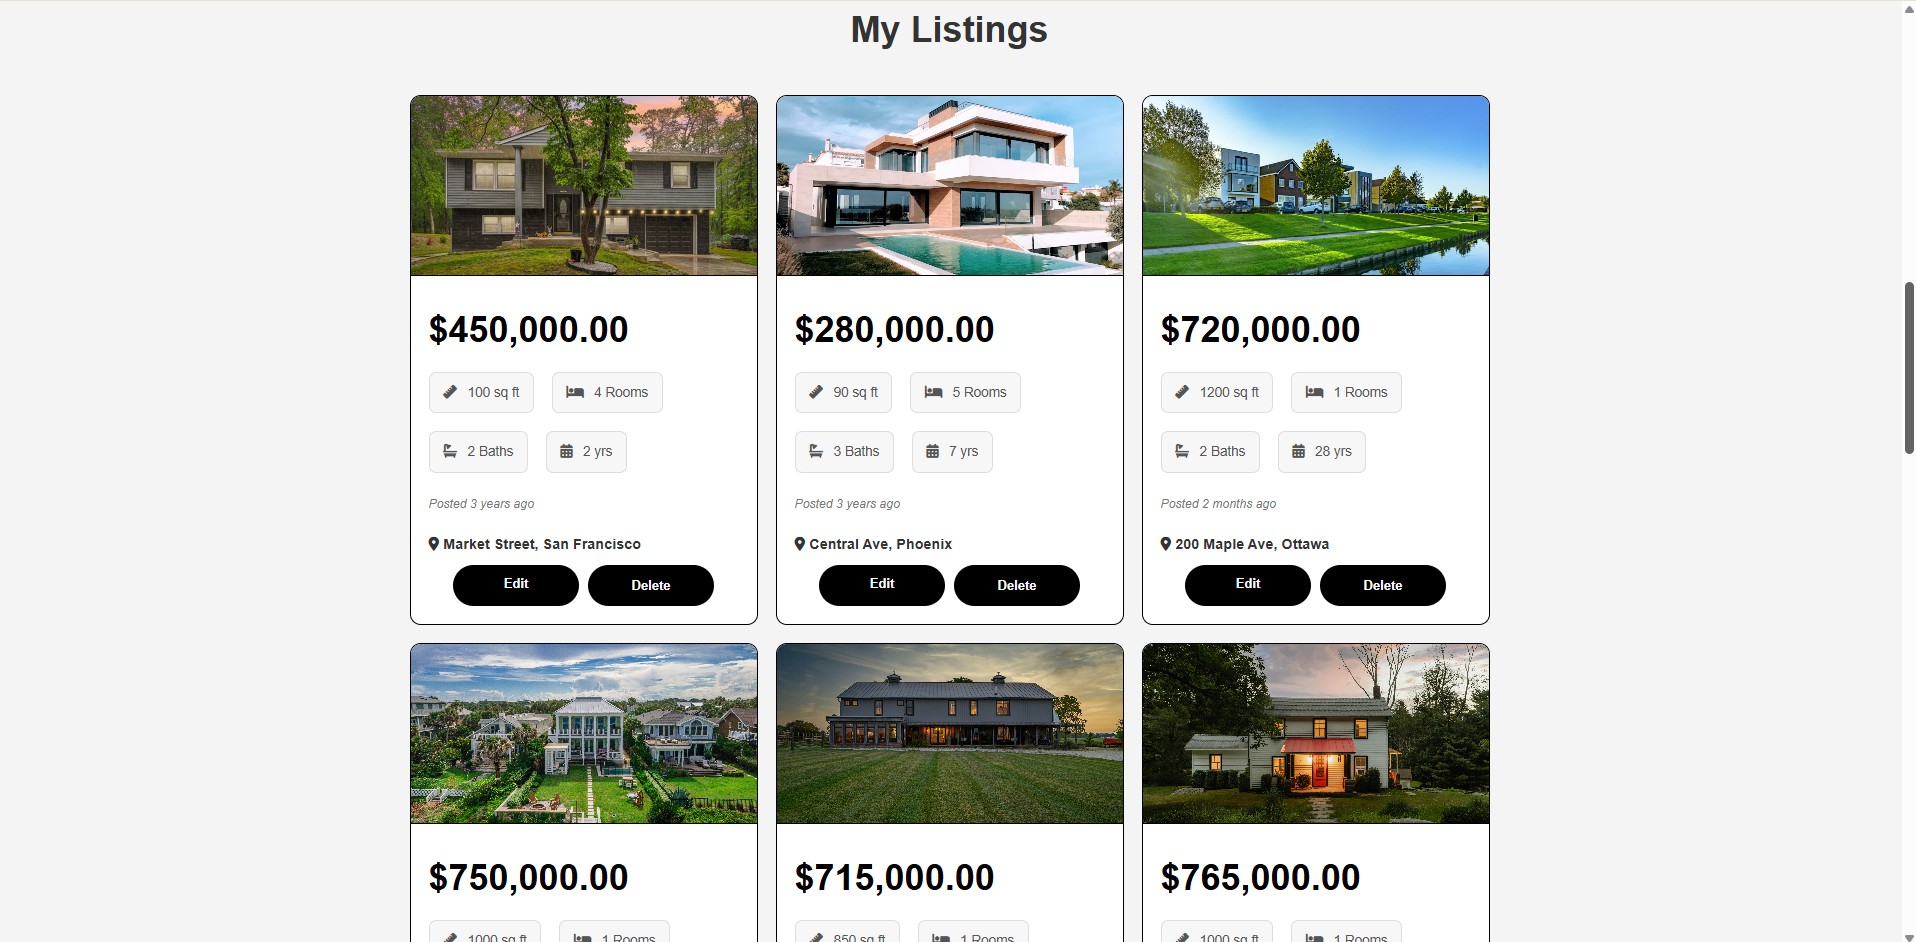 My Listings
$450,000.00
100 sq ft
4 Rooms
2 Baths
2 yrs
Posted 3 years ago
Market Street, San Francisco
Edit
Delete
$280,000.00
90 sq ft
5 Rooms
3 Baths
7 yrs
Posted 3 years ago
Central Ave, Phoenix
Edit
Delete
$720,000.00
1200 sq ft
1 Rooms
2 Baths
28 yrs
Posted 2 months ago
200 Maple Ave, Ottawa
Edit
Delete
$750,000.00
1000 sq ft
1 Rooms
$715,000.00
850 sq ft
1 Rooms
$765,000.00
1000 sq ft
1 Rooms